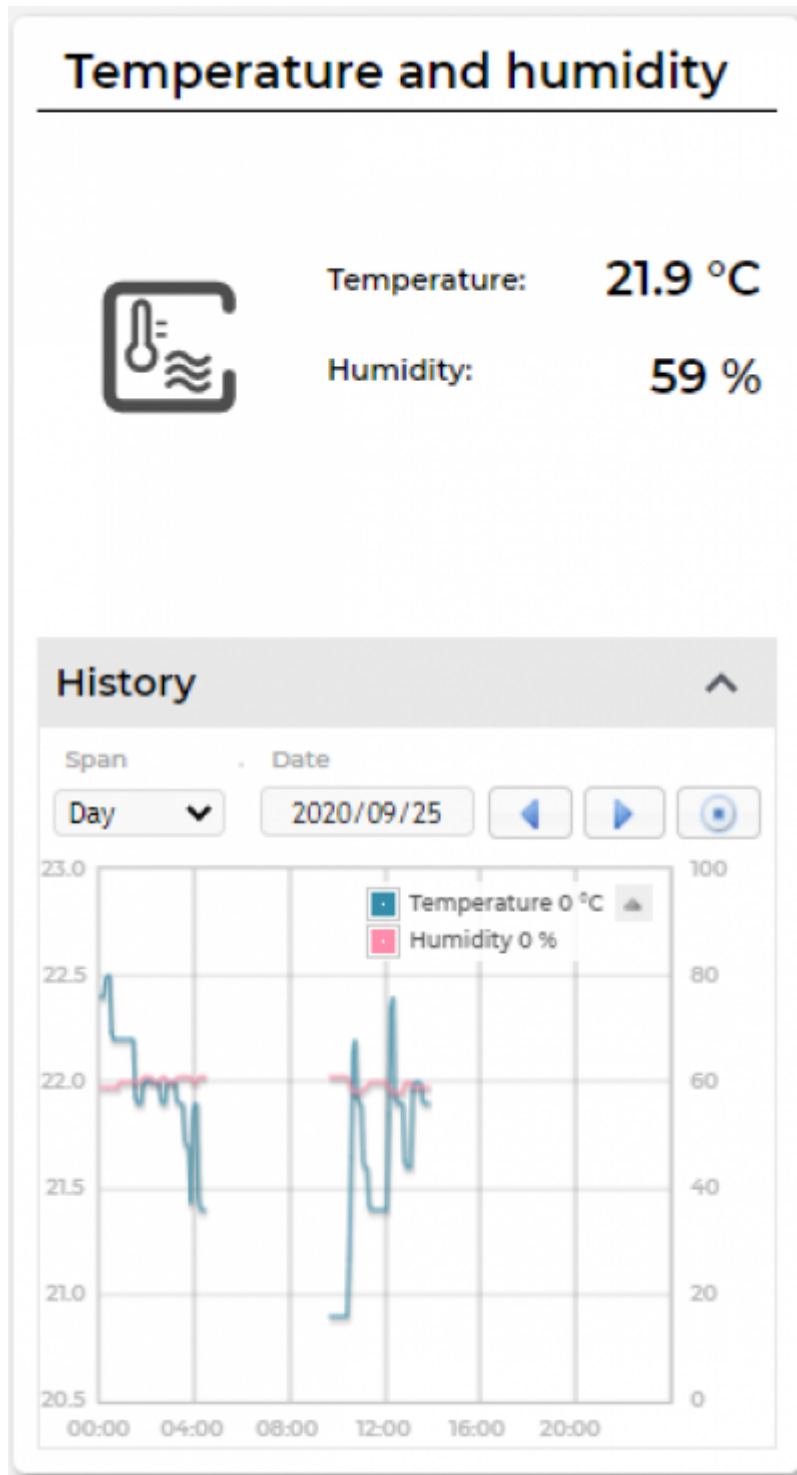 Temperature and humidity
Temperature: 21.9 °C
Humidity: 59 %
History
Span . Date
Day 2020/09/25
23.0 100
Temperature 0 °C
Humidity 0 %
22.5 80
22.0 60
21.5 40
21.0 20
20.5 0
00:00 04:00 08:00 12:00 16:00 20:00